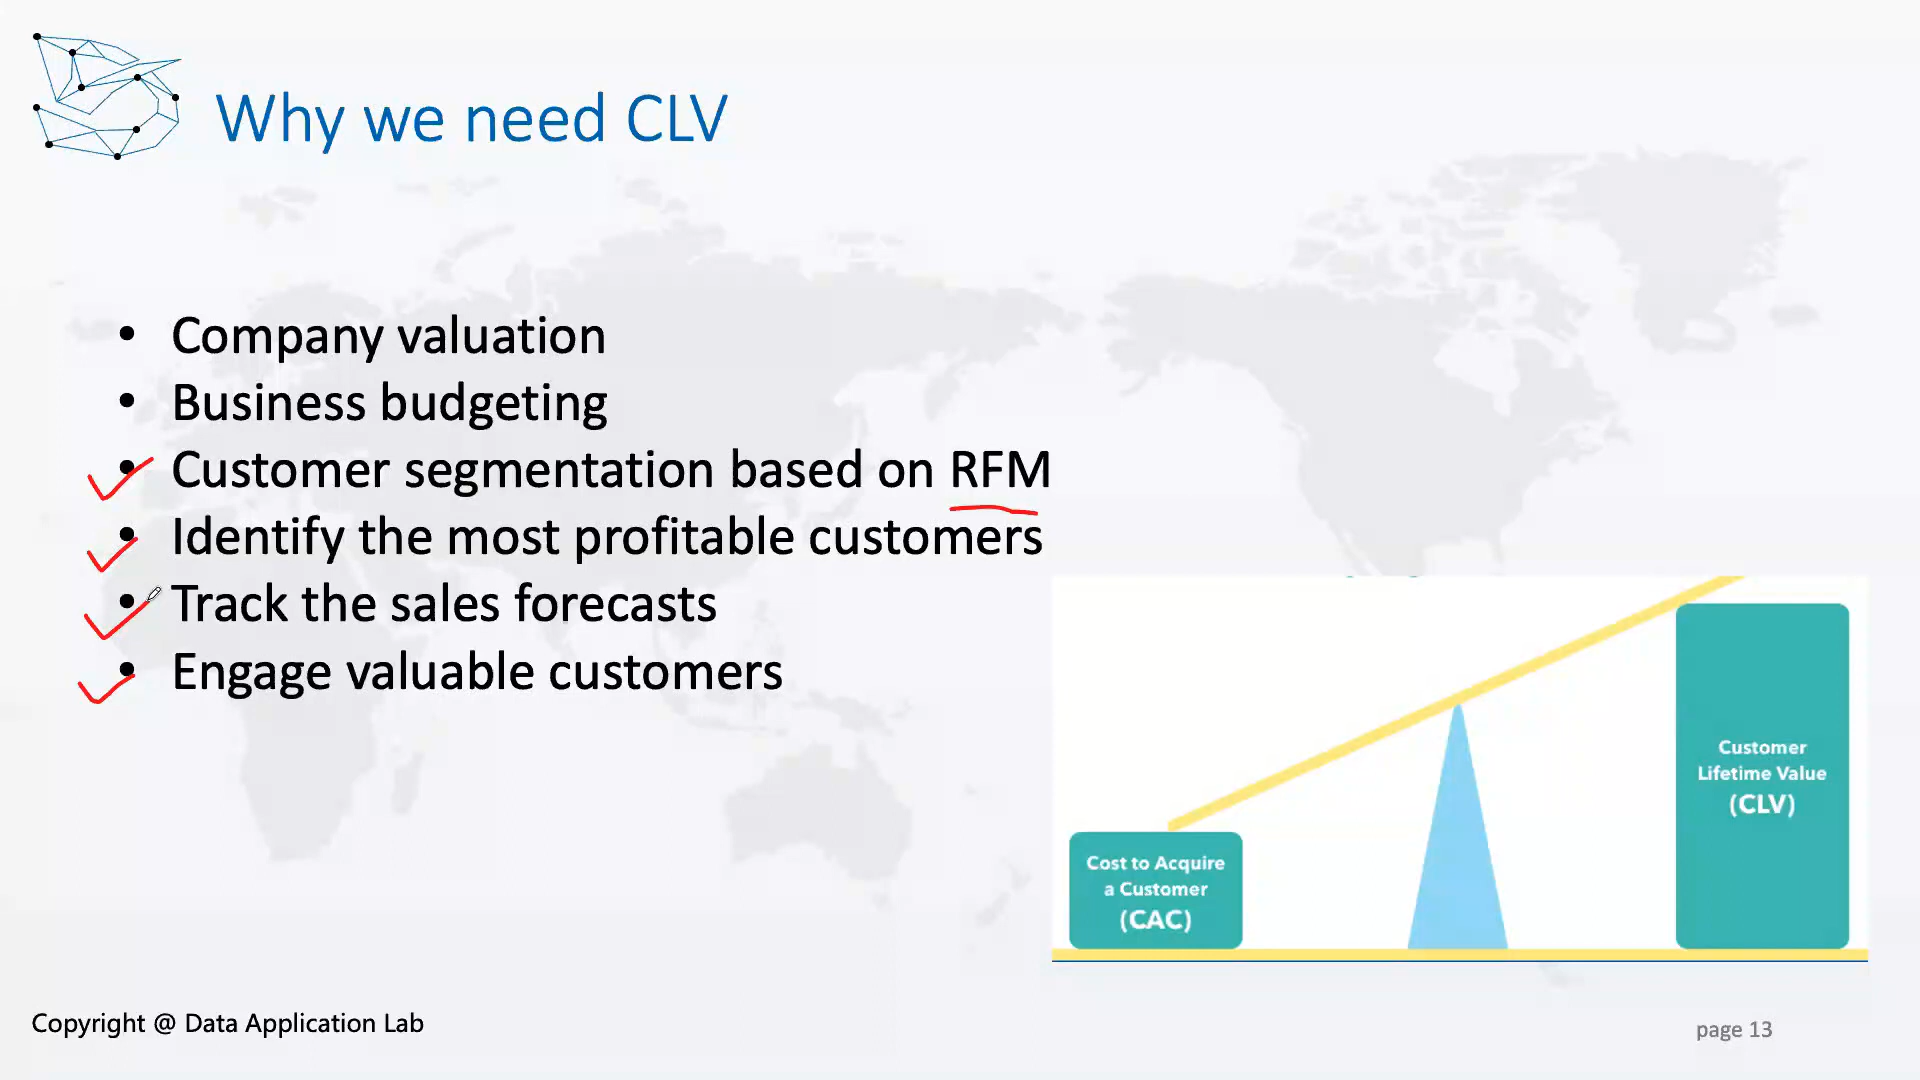 Why we need CLV
• Company valuation
• Business budgeting
• Customer segmentation based on RFM
• Identify the most profitable customers
• Track the sales forecasts
• Engage valuable customers
Customer
Lifetime Value
(CLV)
Cost to Acquire
a Customer
(CAC)
Copyright @ Data Application Lab
page 13